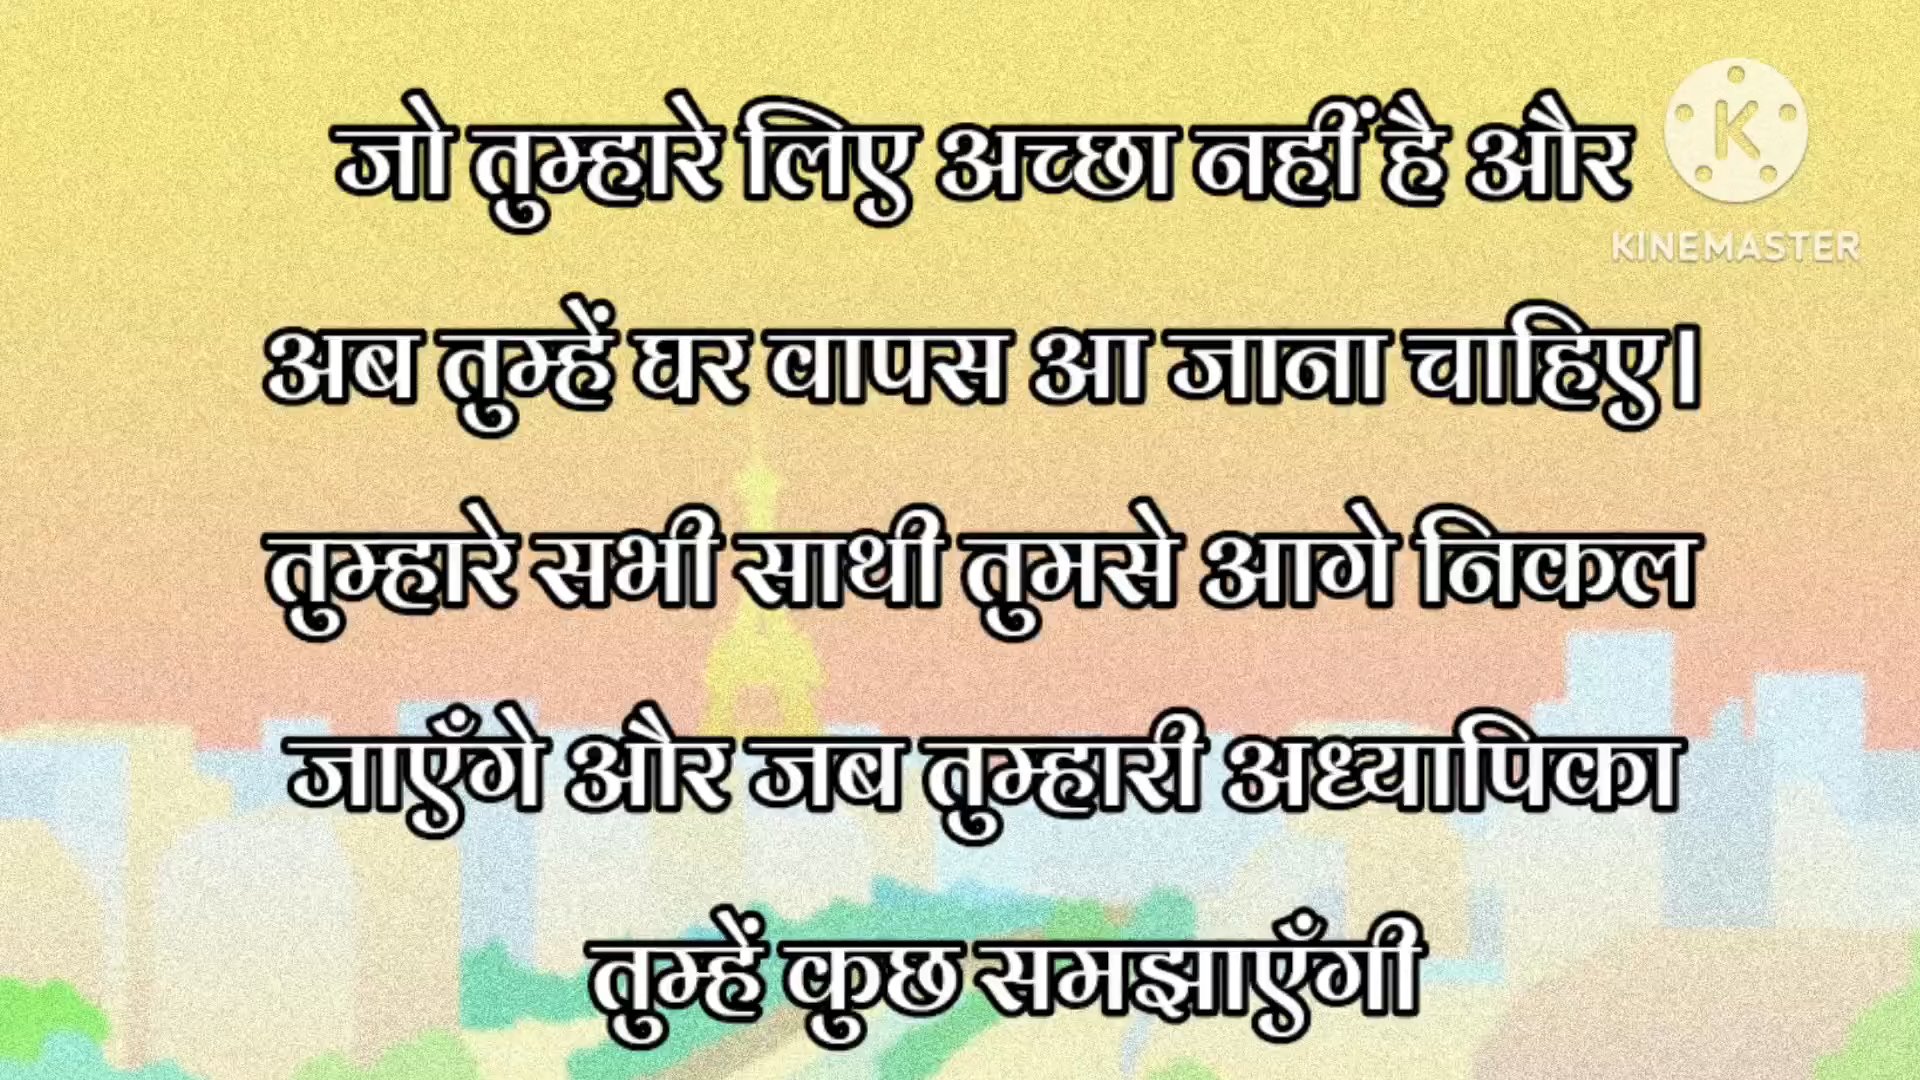 जो तुम्हारे लिए अच्छा नहीं है और
अब तुम्हें घर वापस आ जाना चाहिए।
तुम्हारे सभी साथी तुमसे आगे निकल
जाएँगे और जब तुम्हारी अध्यापिका
तुम्हें कुछ समझाएँगी
K
KINEMASTER